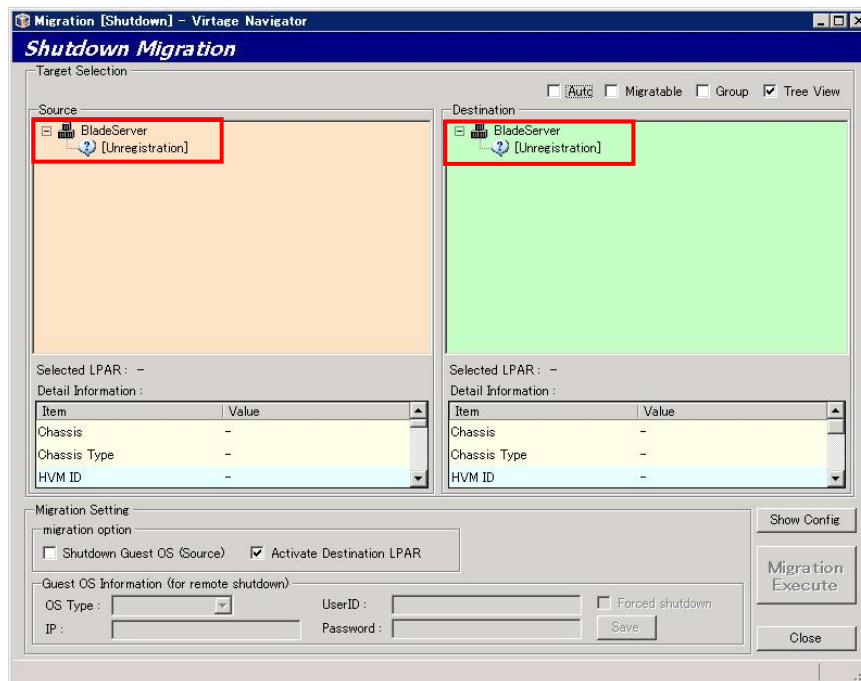 Migration [Shutdown] - Virtage Navigator
Shutdown Migration
Target Selection
Auto Migratable Group Tree View
Source
BladeServer
[Unregistration]
Selected LPAR : -
Detail Information :
Item Value
Chassis -
Chassis Type -
HVM ID -
Destination
BladeServer
[Unregistration]
Selected LPAR : -
Detail Information :
Item Value
Chassis -
Chassis Type -
HVM ID -
Migration Setting
migration option
Shutdown Guest OS (Source) Activate Destination LPAR
Guest OS Information (for remote shutdown)
OS Type : UserID : Forced shutdown
IP : Password : Save
Show Config
Migration
Execute
Close